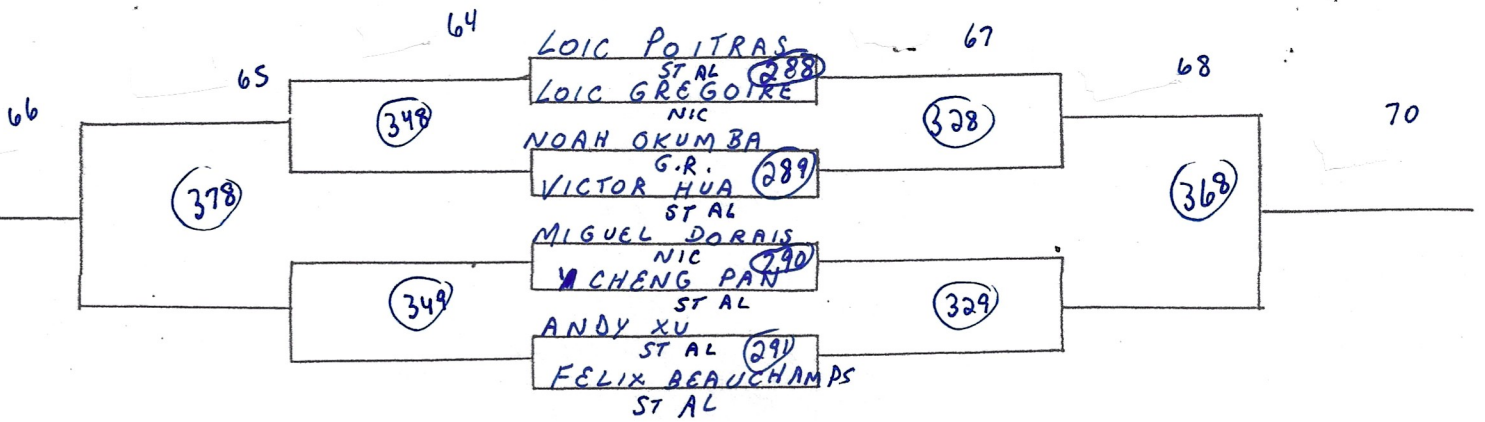 64
67
65
68
66
70
LOIC POITRAS
ST AL 288
LOIC GREGOIRE
NIC
348
328
NOAH OKUMBA
G.R. 289
VICTOR HUA
ST AL
378
368
MIGUEL DORAIS
NIC 290
CHENG PAN
ST AL
349
329
ANDY XU
ST AL 291
FELIX BEAUCHAMPS
ST AL